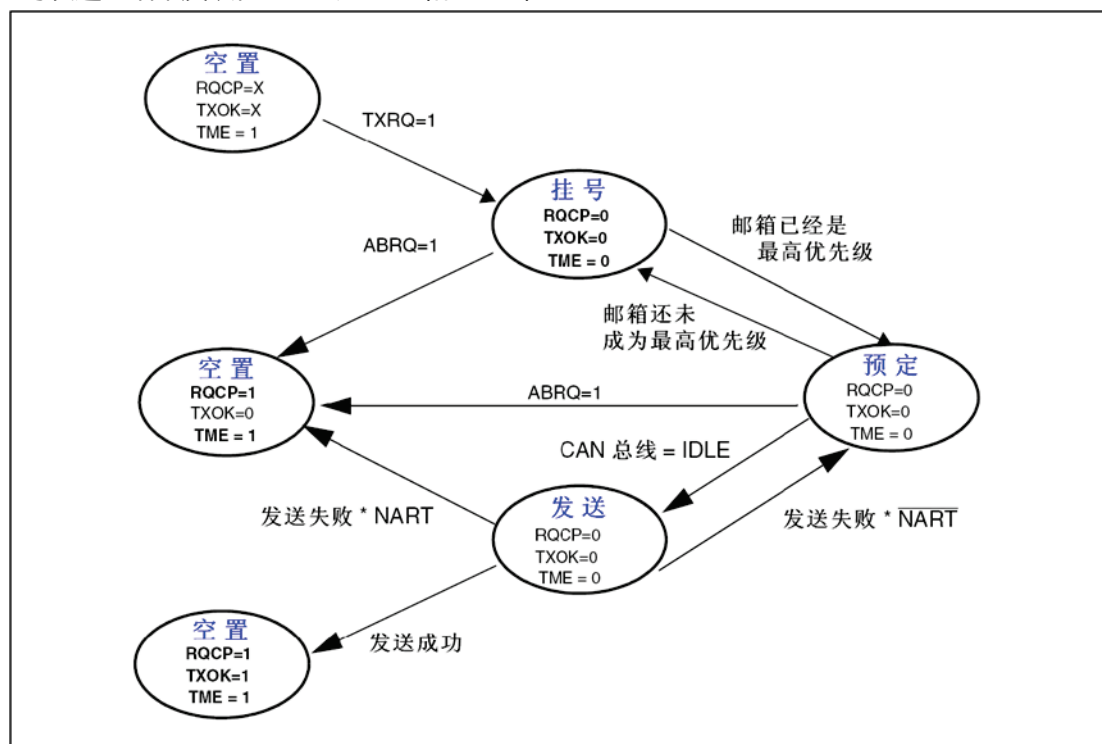 空置
RQCP=X
TXOK=X
TME = 1
TXRQ=1
挂号
RQCP=0
TXOK=0
TME = 0
邮箱已经是
最高优先级
ABRQ=1
邮箱还未
成为最高优先级
空置
RQCP=1
TXOK=0
TME = 1
ABRQ=1
预定
RQCP=0
TXOK=0
TME = 0
CAN 总线 = IDLE
发送
RQCP=0
TXOK=0
TME = 0
发送失败 * NART
发送失败 * NART
空置
RQCP=1
TXOK=1
TME = 1
发送成功